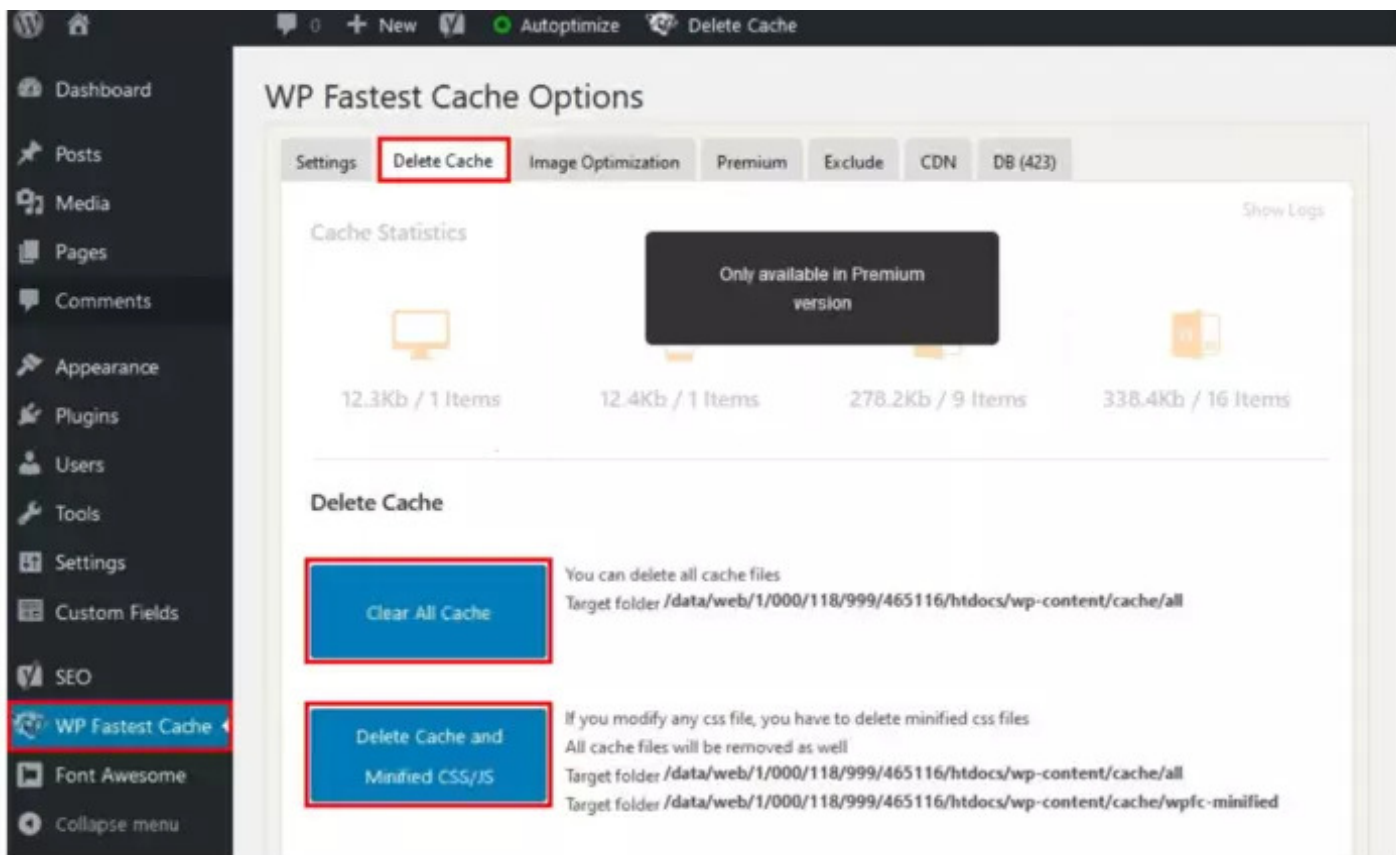 0 + New Autoptimize Delete Cache
Dashboard
Posts
Media
Pages
Comments
Appearance
Plugins
Users
Tools
Settings
Custom Fields
SEO
WP Fastest Cache
Font Awesome
Collapse menu
WP Fastest Cache Options
Settings Delete Cache Image Optimization Premium Exclude CDN DB (423)
Show Logs
Cache Statistics
Only available in Premium
version
12.3Kb / 1 Items 12.4Kb / 1 Items 278.2Kb / 9 Items 338.4Kb / 16 Items
Delete Cache
Clear All Cache
You can delete all cache files
Target folder /data/web/1/000/118/999/465116/htdocs/wp-content/cache/all
Delete Cache and
Minified CSS/JS
If you modify any css file, you have to delete minified css files
All cache files will be removed as well
Target folder /data/web/1/000/118/999/465116/htdocs/wp-content/cache/all
Target folder /data/web/1/000/118/999/465116/htdocs/wp-content/cache/wpfc-minified